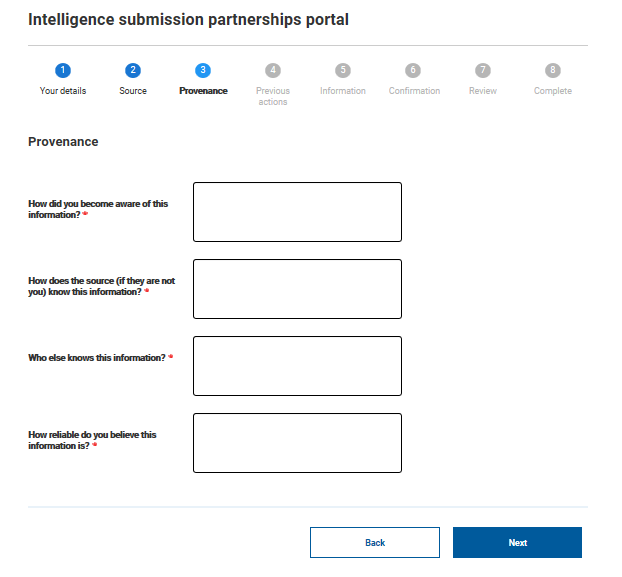 Intelligence submission partnerships portal
1 2 3 4 5 6 7 8
Your details Source Provenance Previous Information Confirmation Review Complete
actions
Provenance
How did you become aware of this
information? *
How does the source (if they are not
you) know this information? *
Who else knows this information? *
How reliable do you believe this
information is? *
Back Next